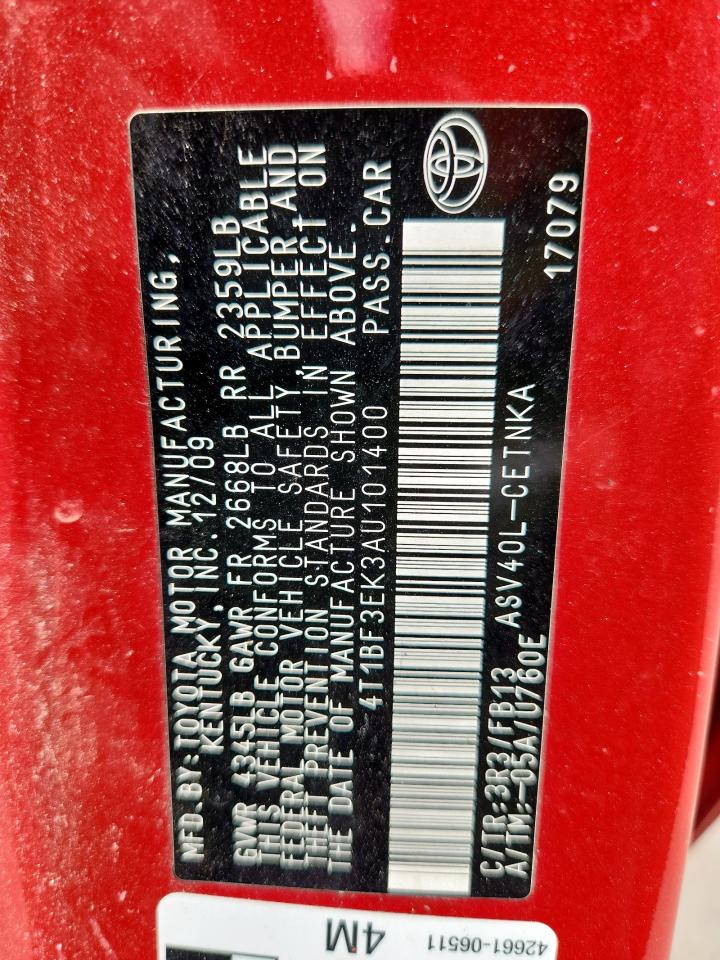 MFD.BY:TOYOTA MOTOR MANUFACTURING,
KENTUCKY, INC. 12/09
GVWR 4345LB GAWR FR 2668LB RR 2359LB
THIS VEHICLE CONFORMS TO ALL APPLICABLE
FEDERAL MOTOR VEHICLE SAFETY,BUMPER AND
THEFT PREVENTION STANDARDS IN EFFECT ON
THE DATE OF MANUFACTURE SHOWN ABOVE.
4T1BF3EK3AU101400 PASS.CAR
C/TR:3R3/FB13 ASV40L-CETNKA
A/TM:-05A/U760E 17079
4M
42661-06511